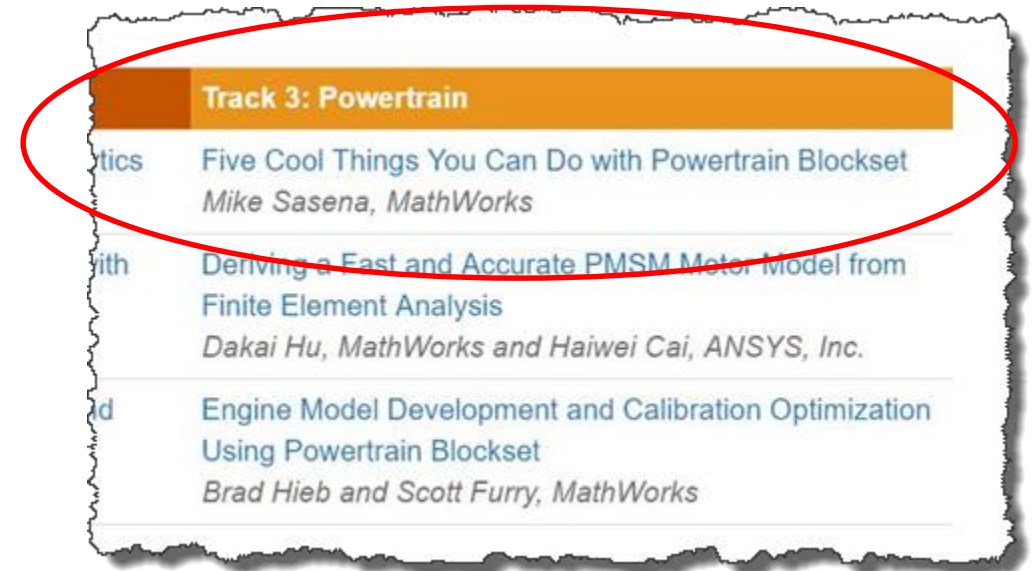 Track 3: Powertrain
tics
Five Cool Things You Can Do with Powertrain Blockset
Mike Sasena, MathWorks
ith
Deriving a Fast and Accurate PMSM Motor Model from
Finite Element Analysis
Dakai Hu, MathWorks and Haiwei Cai, ANSYS, Inc.
d
Engine Model Development and Calibration Optimization
Using Powertrain Blockset
Brad Hieb and Scott Furry, MathWorks